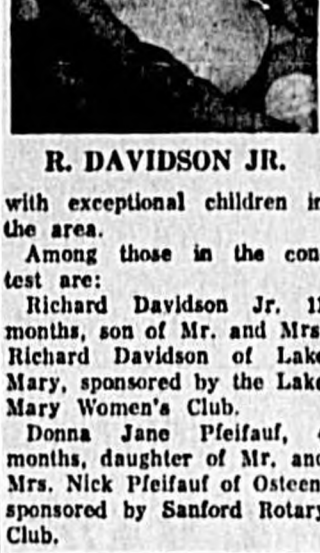 R. DAVIDSON JR.
with exceptional children in
the area.
Among those in the con
test are:
Richard Davidson Jr. 11
months, son of Mr. and Mrs.
Richard Davidson of Lake
Mary, sponsored by the Lake
Mary Women's Club.
Donna Jane Pfeifauf,
months, daughter of Mr. and
Mrs. Nick Pfeifauf of Osteen
sponsored by Sanford Rotary
Club.